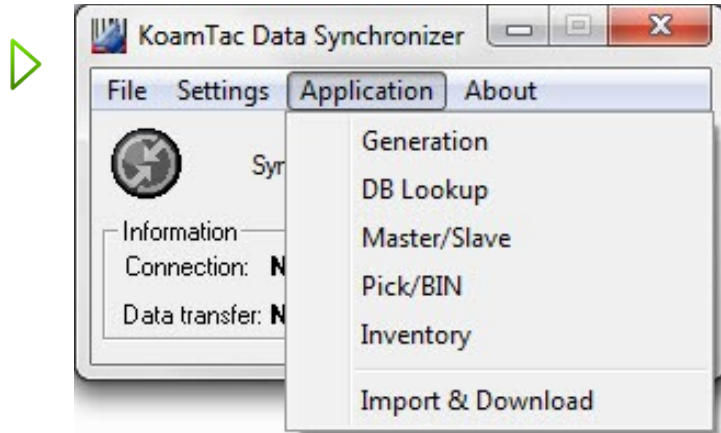 KoamTac Data Synchronizer
File Settings Application About
Generation
DB Lookup
Master/Slave
Pick/BIN
Inventory
Import & Download
Information
Connection:
Data transfer: